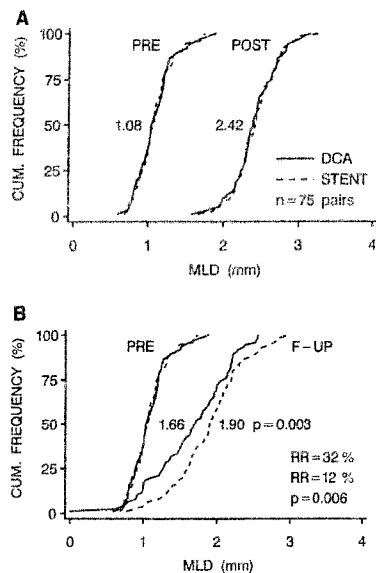 A
CUM. FREQUENCY (%)
100
75
50
25
0
PRE
POST
1.08
2.42
DCA
STENT
n=75 pairs
0 1 2 3 4
MLD (mm)
B
CUM. FREQUENCY (%)
100
75
50
25
0
PRE
F-UP
1.66
1.90 p=0.003
RR=32 %
RR=12 %
p=0.006
0 1 2 3 4
MLD (mm)